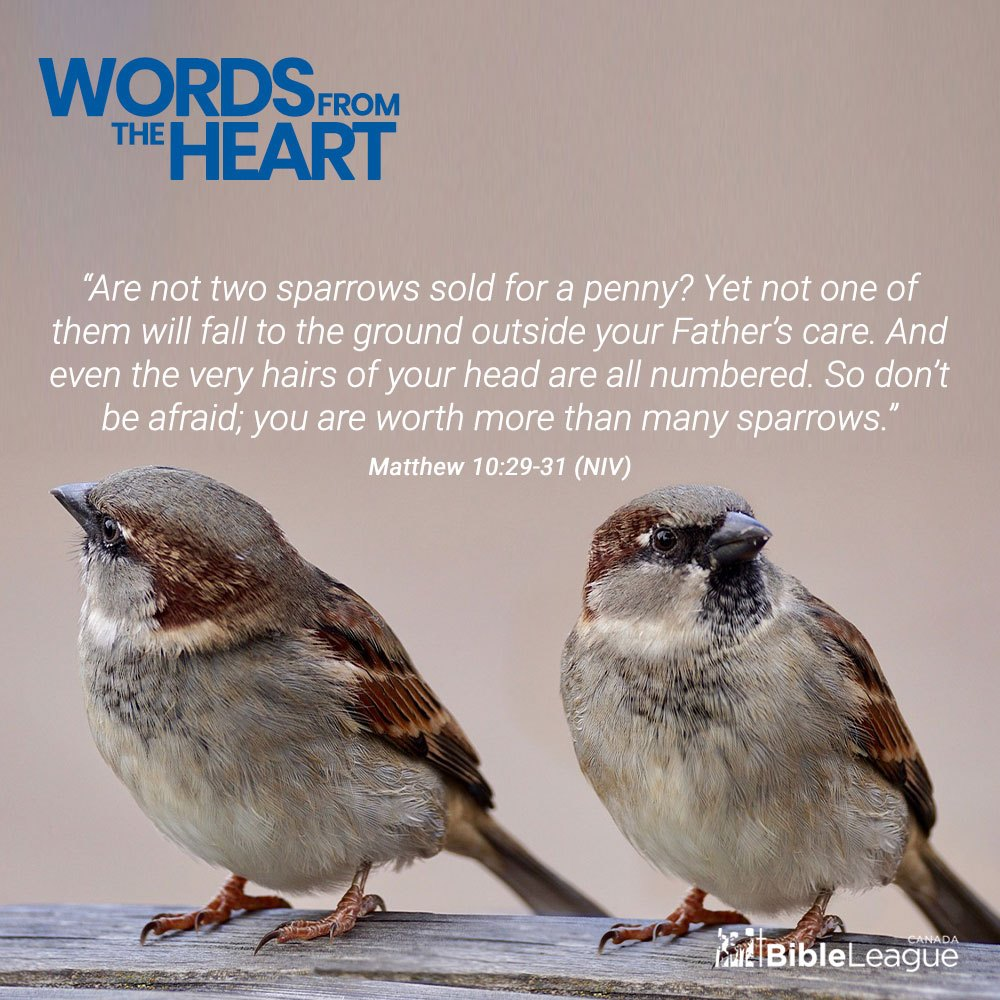 WORDS FROM
THE HEART
“Are not two sparrows sold for a penny? Yet not one of
them will fall to the ground outside your Father’s care. And
even the very hairs of your head are all numbered. So don’t
be afraid; you are worth more than many sparrows.”
Matthew 10:29-31 (NIV)
CANADA
BibleLeague